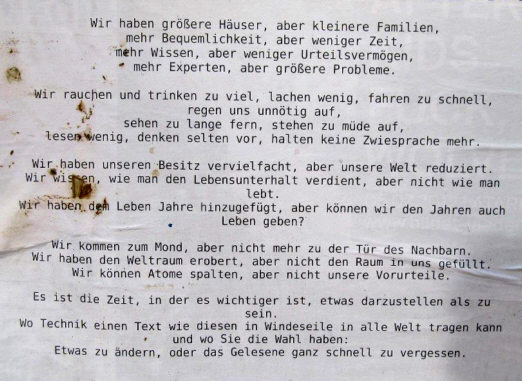 Wir haben größere Häuser, aber kleinere Familien,
mehr Bequemlichkeit, aber weniger Zeit,
mehr Wissen, aber weniger Urteilsvermögen,
mehr Experten, aber größere Probleme.
Wir rauchen und trinken zu viel, lachen wenig, fahren zu schnell,
regen uns unnötig auf,
sehen zu lange fern, stehen zu müde auf,
lesen wenig, denken selten vor, halten keine Zwiesprache mehr.
Wir haben unseren Besitz vervielfacht, aber unsere Welt reduziert.
Wir wissen, wie man den Lebensunterhalt verdient, aber nicht wie man
lebt.
Wir haben dem Leben Jahre hinzugefügt, aber können wir den Jahren auch
Leben geben?
Wir kommen zum Mond, aber nicht mehr zu der Tür des Nachbarn.
Wir haben den Weltraum erobert, aber nicht den Raum in uns gefüllt.
Wir können Atome spalten, aber nicht unsere Vorurteile.
Es ist die Zeit, in der es wichtiger ist, etwas darzustellen als zu
sein.
Wo Technik einen Text wie diesen in Windeseile in alle Welt tragen kann
und wo Sie die Wahl haben:
Etwas zu ändern, oder das Gelesene ganz schnell zu vergessen.